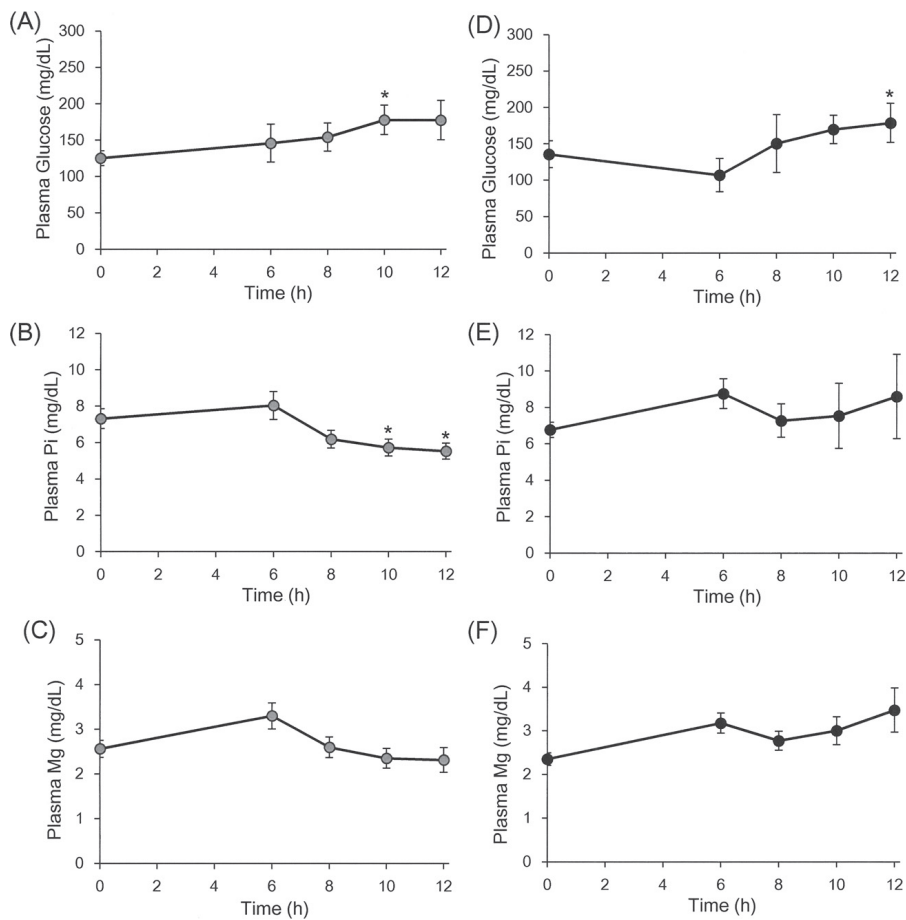 (A)
Plasma Glucose (mg/dL)
300
250
200
150
100
50
0
*
0 2 4 6 8 10 12
Time (h)
(D)
Plasma Glucose (mg/dL)
300
250
200
150
100
50
0
*
0 2 4 6 8 10 12
Time (h)
(B)
Plasma Pi (mg/dL)
12
10
8
6
4
2
0
* *
0 2 4 6 8 10 12
Time (h)
(E)
Plasma Pi (mg/dL)
12
10
8
6
4
2
0
0 2 4 6 8 10 12
Time (h)
(C)
Plasma Mg (mg/dL)
5
4
3
2
1
0
0 2 4 6 8 10 12
Time (h)
(F)
Plasma Mg (mg/dL)
5
4
3
2
1
0
0 2 4 6 8 10 12
Time (h)